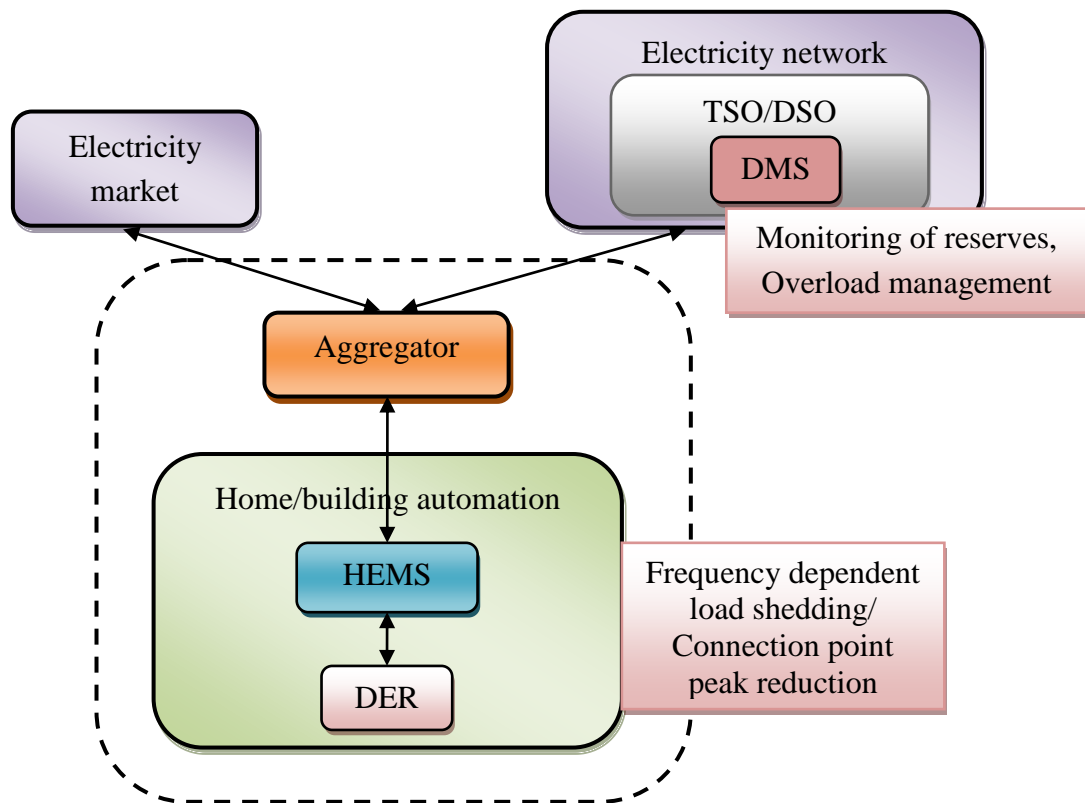 Electricity network
TSO/DSO
DMS
Electricity
market
Monitoring of reserves,
Overload management
Aggregator
Home/building automation
HEMS
DER
Frequency dependent
load shedding/
Connection point
peak reduction